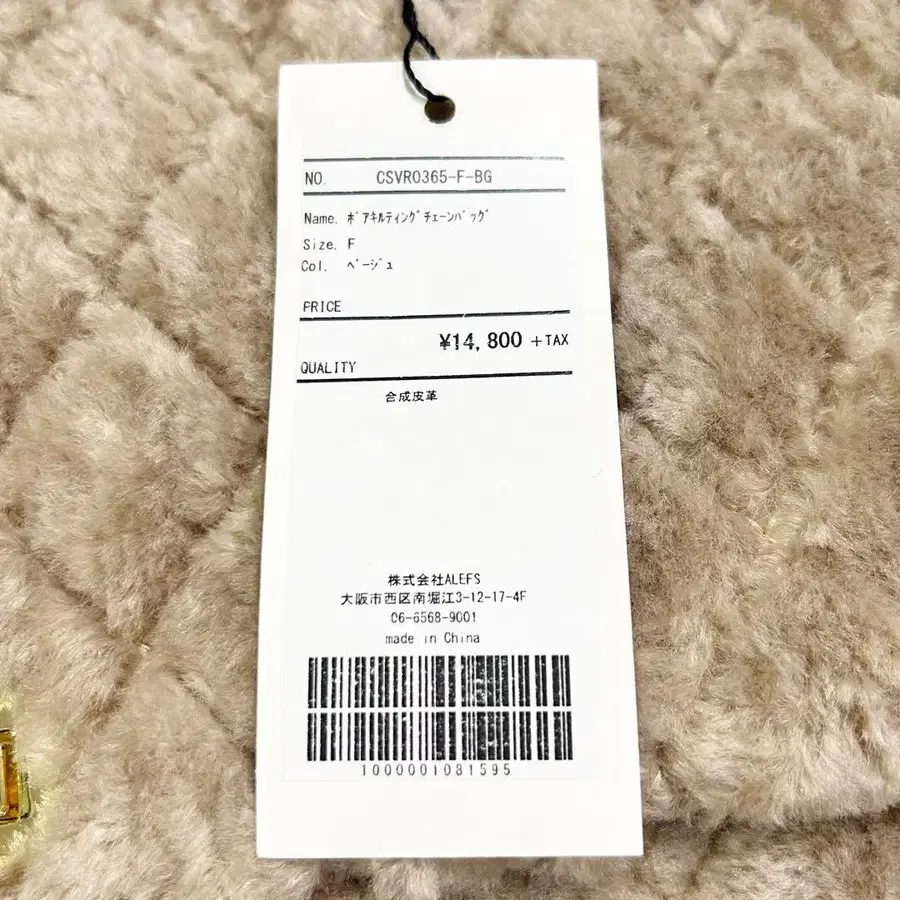 NO. CSVR0365-F-BG
Name. ﾎﾞｱｷﾙﾃｨﾝｸﾞﾁｪｰﾝﾊﾞｯｸﾞ
Size. F
Col. ﾍﾞｰｼﾞｭ
PRICE
¥14,800 +TAX
QUALITY
合成皮革
株式会社ALEFS
大阪市西区南堀江3-12-17-4F
06-6568-9001
made in China
1000001081595